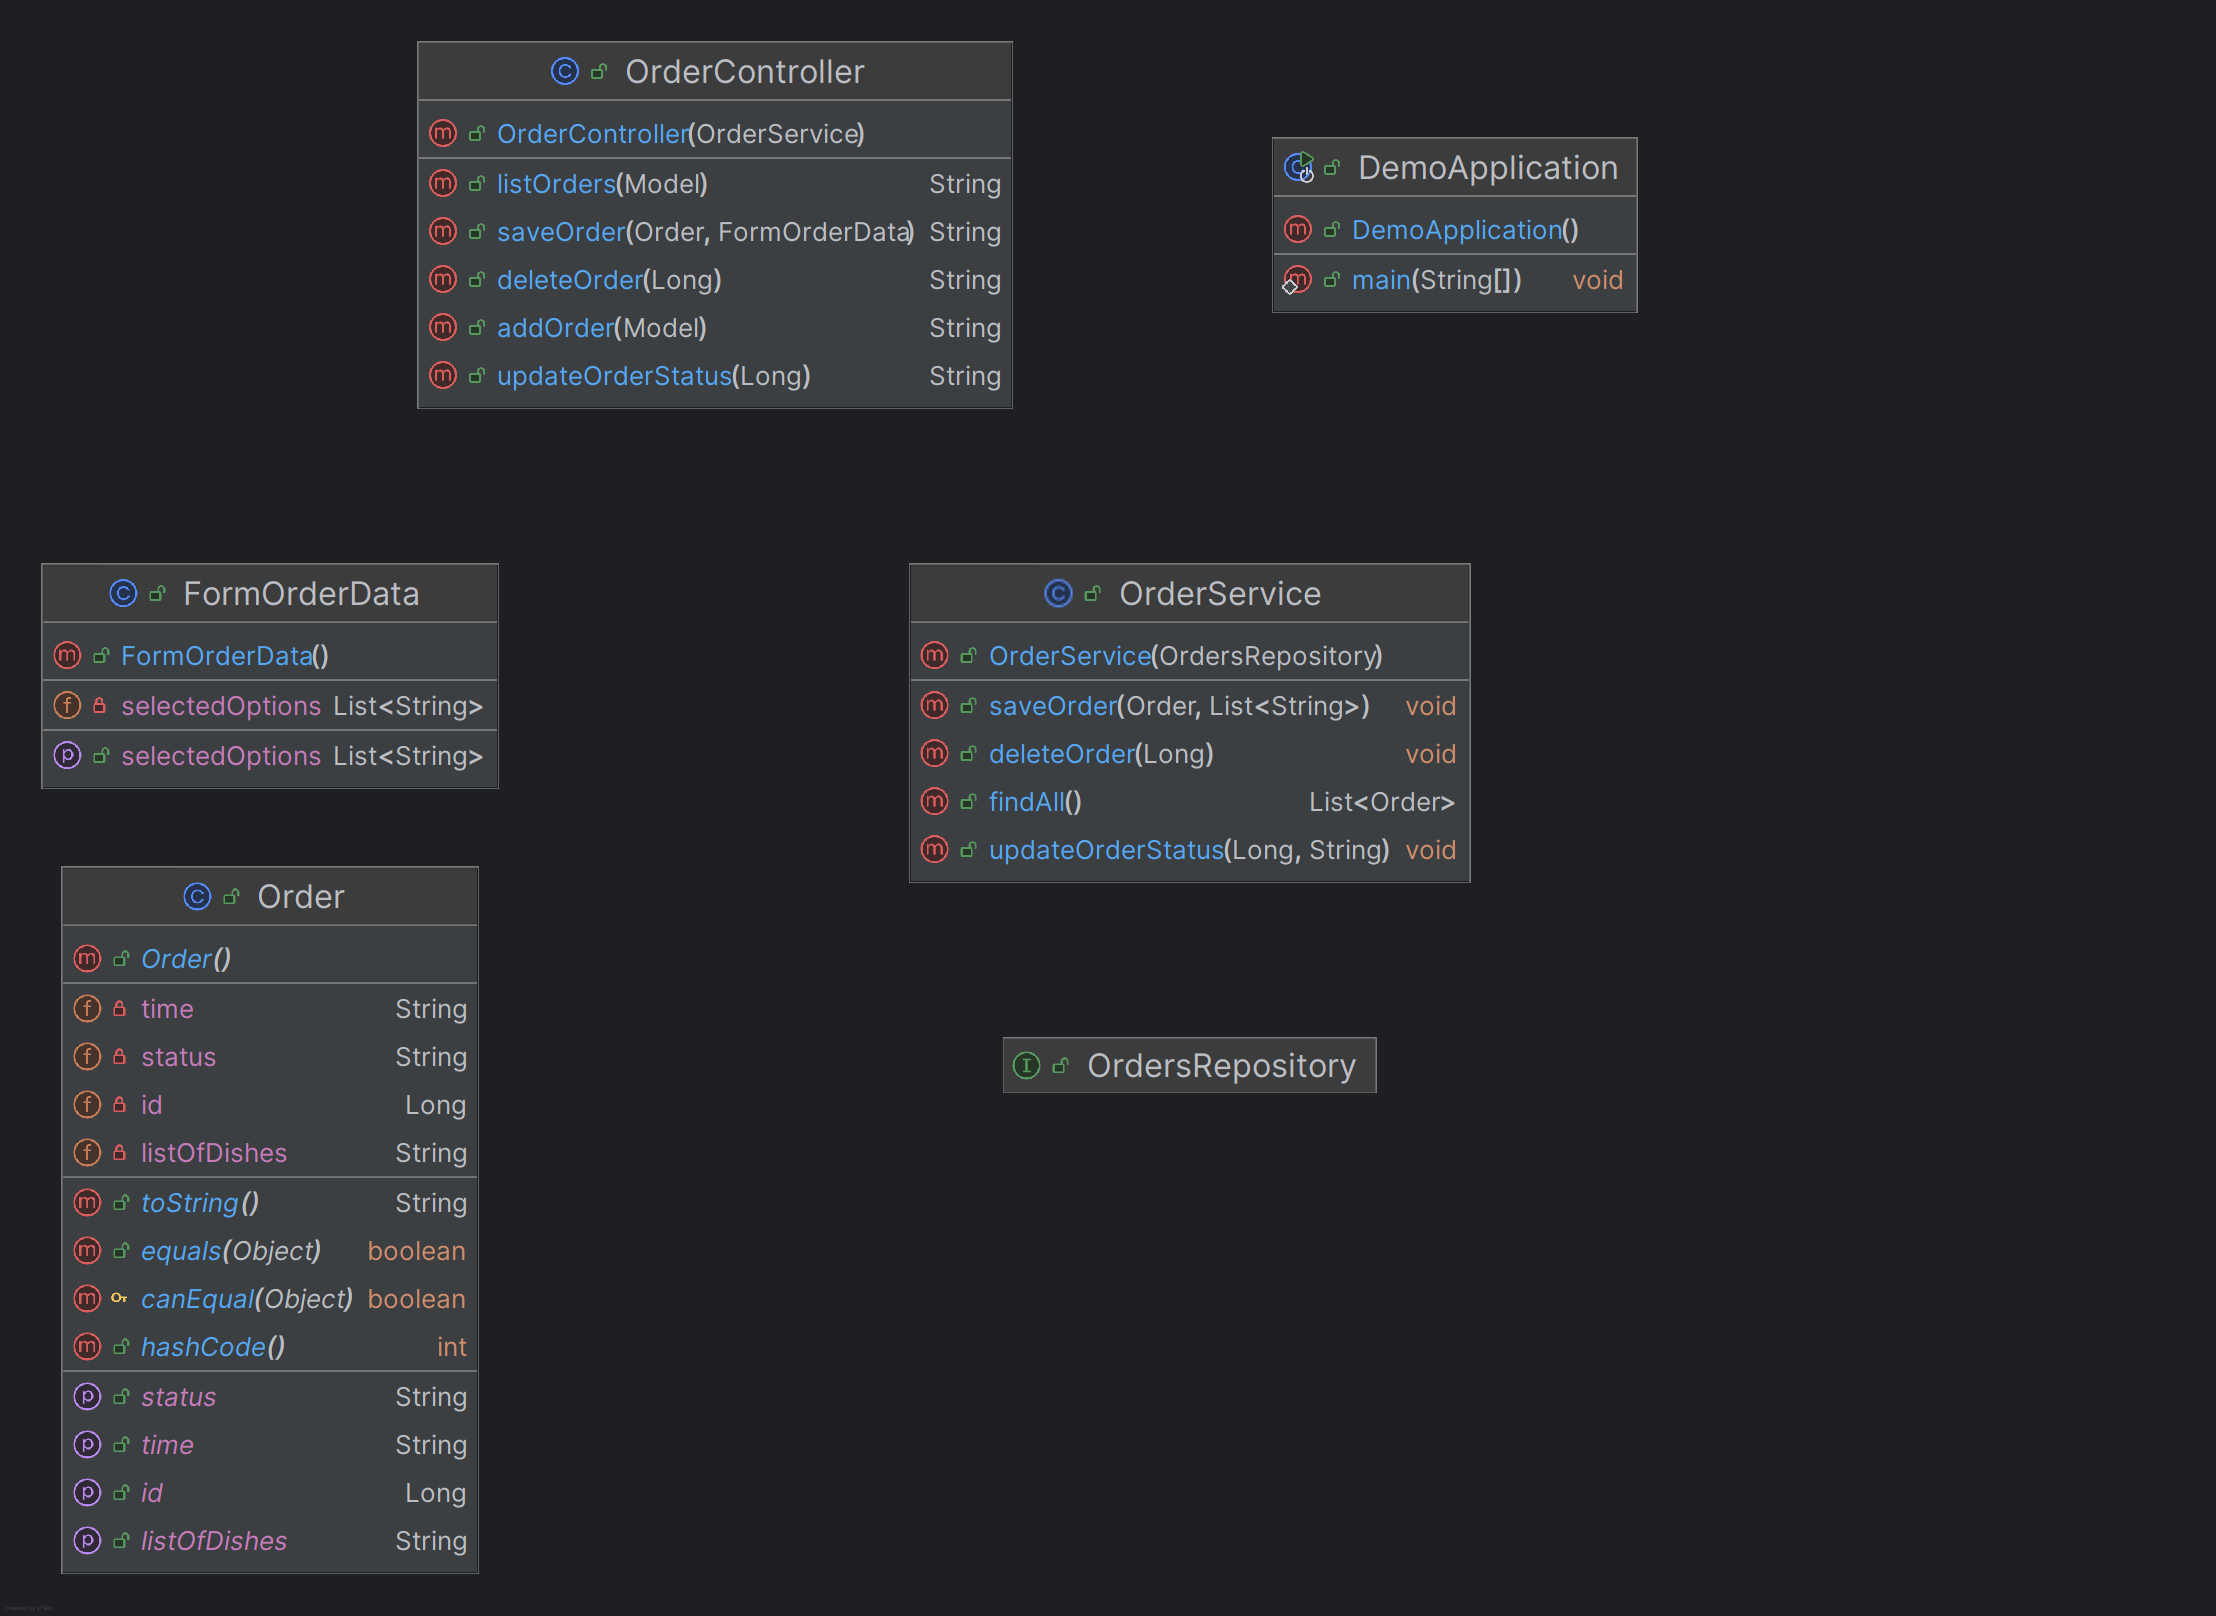 OrderController
OrderController(OrderService)
listOrders(Model) String
saveOrder(Order, FormOrderData) String
deleteOrder(Long) String
addOrder(Model) String
updateOrderStatus(Long) String
DemoApplication
DemoApplication()
main(String[]) void
FormOrderData
FormOrderData()
selectedOptions List<String>
selectedOptions List<String>
OrderService
OrderService(OrdersRepository)
saveOrder(Order, List<String>) void
deleteOrder(Long) void
findAll() List<Order>
updateOrderStatus(Long, String) void
Order
Order()
time String
status String
id Long
listOfDishes String
toString() String
equals(Object) boolean
canEqual(Object) boolean
hashCode() int
status String
time String
id Long
listOfDishes String
OrdersRepository
Powered by yFiles